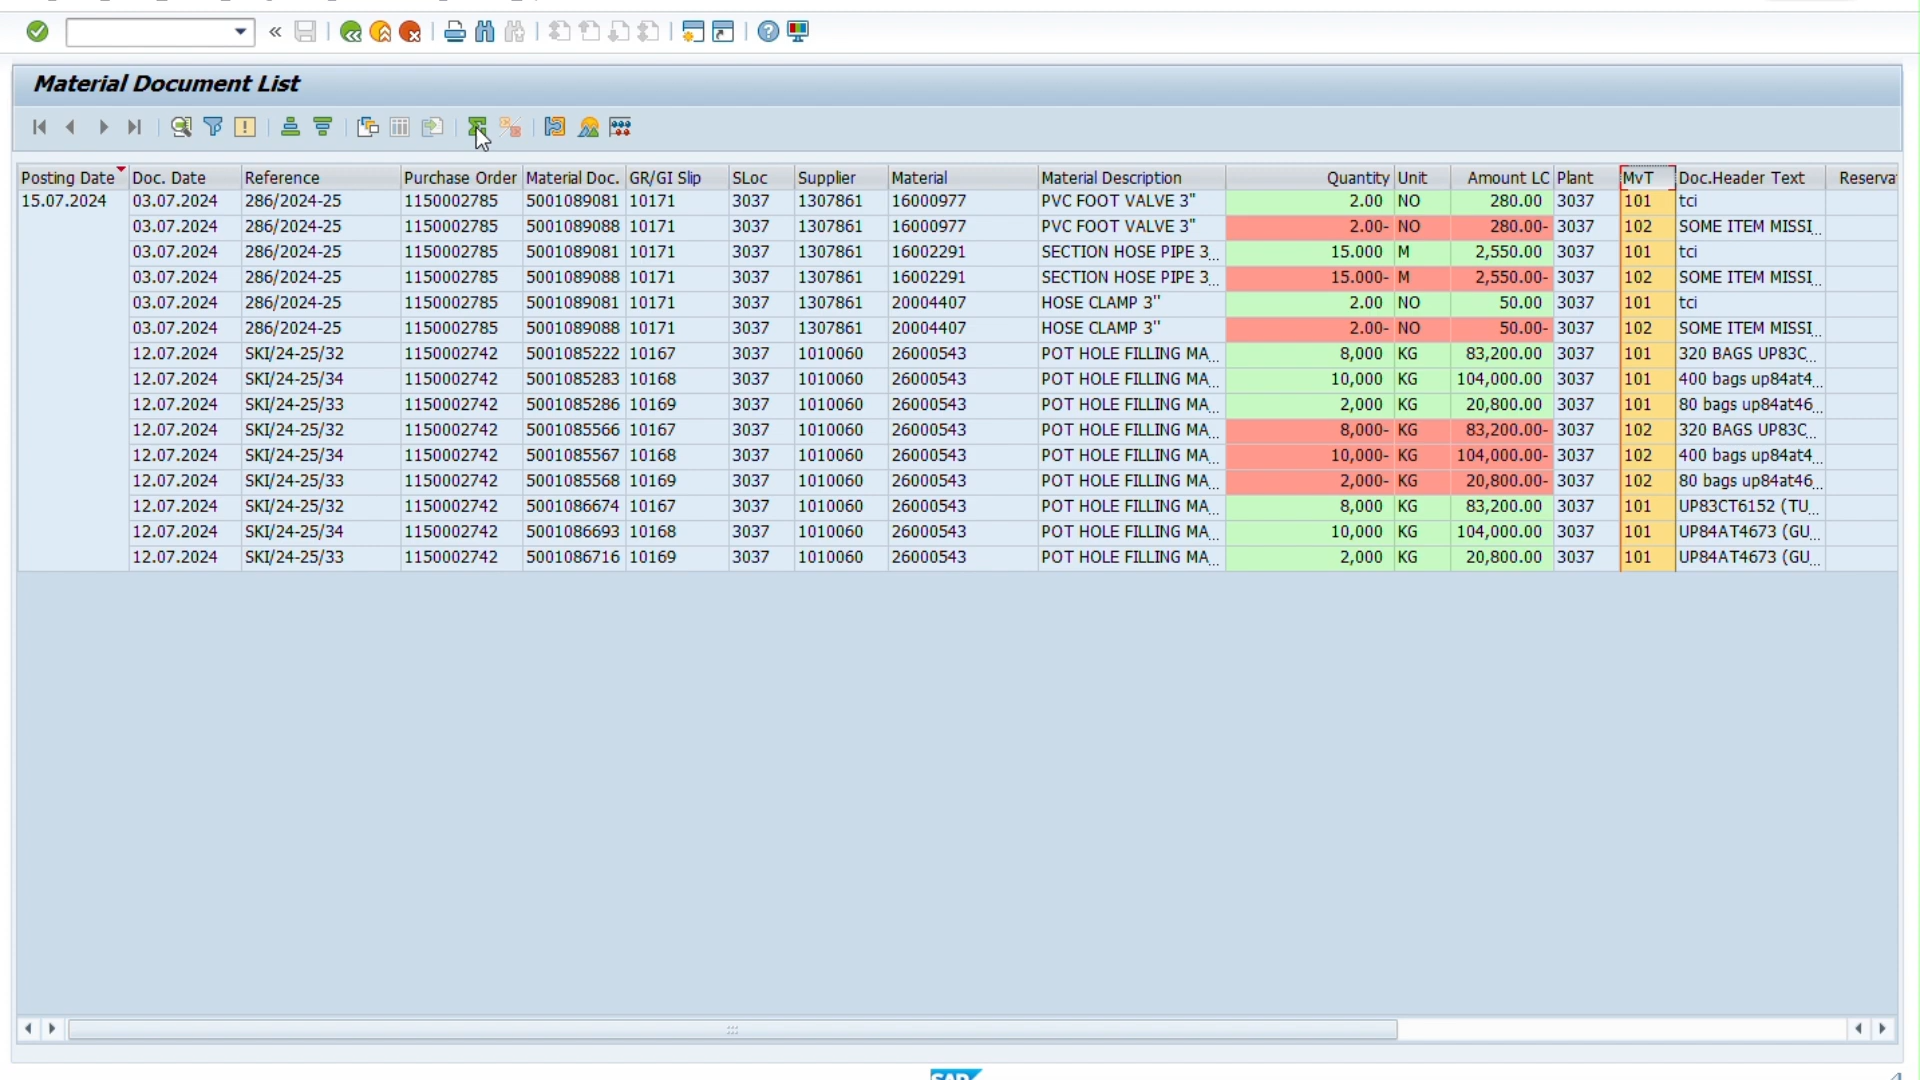 Material Document List
Posting Date Doc. Date Reference Purchase Order Material Doc. GR/GI Slip SLoc Supplier Material Material Description Quantity Unit Amount LC Plant MvT Doc.Header Text Reserva
15.07.2024 03.07.2024 286/2024-25 1150002785 5001089081 10171 3037 1307861 16000977 PVC FOOT VALVE 3" 2.00 NO 280.00 3037 101 tci
03.07.2024 286/2024-25 1150002785 5001089088 10171 3037 1307861 16000977 PVC FOOT VALVE 3" 2.00- NO 280.00- 3037 102 SOME ITEM MISSI...
03.07.2024 286/2024-25 1150002785 5001089081 10171 3037 1307861 16002291 SECTION HOSE PIPE 3... 15.000 M 2,550.00 3037 101 tci
03.07.2024 286/2024-25 1150002785 5001089088 10171 3037 1307861 16002291 SECTION HOSE PIPE 3... 15.000- M 2,550.00- 3037 102 SOME ITEM MISSI...
03.07.2024 286/2024-25 1150002785 5001089081 10171 3037 1307861 20004407 HOSE CLAMP 3'' 2.00 NO 50.00 3037 101 tci
03.07.2024 286/2024-25 1150002785 5001089088 10171 3037 1307861 20004407 HOSE CLAMP 3'' 2.00- NO 50.00- 3037 102 SOME ITEM MISSI...
12.07.2024 SKI/24-25/32 1150002742 5001085222 10167 3037 1010060 26000543 POT HOLE FILLING MA... 8,000 KG 83,200.00 3037 101 320 BAGS UP83C...
12.07.2024 SKI/24-25/34 1150002742 5001085283 10168 3037 1010060 26000543 POT HOLE FILLING MA... 10,000 KG 104,000.00 3037 101 400 bags up84at4...
12.07.2024 SKI/24-25/33 1150002742 5001085286 10169 3037 1010060 26000543 POT HOLE FILLING MA... 2,000 KG 20,800.00 3037 101 80 bags up84at46...
12.07.2024 SKI/24-25/32 1150002742 5001085566 10167 3037 1010060 26000543 POT HOLE FILLING MA... 8,000- KG 83,200.00- 3037 102 320 BAGS UP83C...
12.07.2024 SKI/24-25/34 1150002742 5001085567 10168 3037 1010060 26000543 POT HOLE FILLING MA... 10,000- KG 104,000.00- 3037 102 400 bags up84at4...
12.07.2024 SKI/24-25/33 1150002742 5001085568 10169 3037 1010060 26000543 POT HOLE FILLING MA... 2,000- KG 20,800.00- 3037 102 80 bags up84at46...
12.07.2024 SKI/24-25/32 1150002742 5001086674 10167 3037 1010060 26000543 POT HOLE FILLING MA... 8,000 KG 83,200.00 3037 101 UP83CT6152 (TU...
12.07.2024 SKI/24-25/34 1150002742 5001086693 10168 3037 1010060 26000543 POT HOLE FILLING MA... 10,000 KG 104,000.00 3037 101 UP84AT4673 (GU...
12.07.2024 SKI/24-25/33 1150002742 5001086716 10169 3037 1010060 26000543 POT HOLE FILLING MA... 2,000 KG 20,800.00 3037 101 UP84AT4673 (GU...
SAP